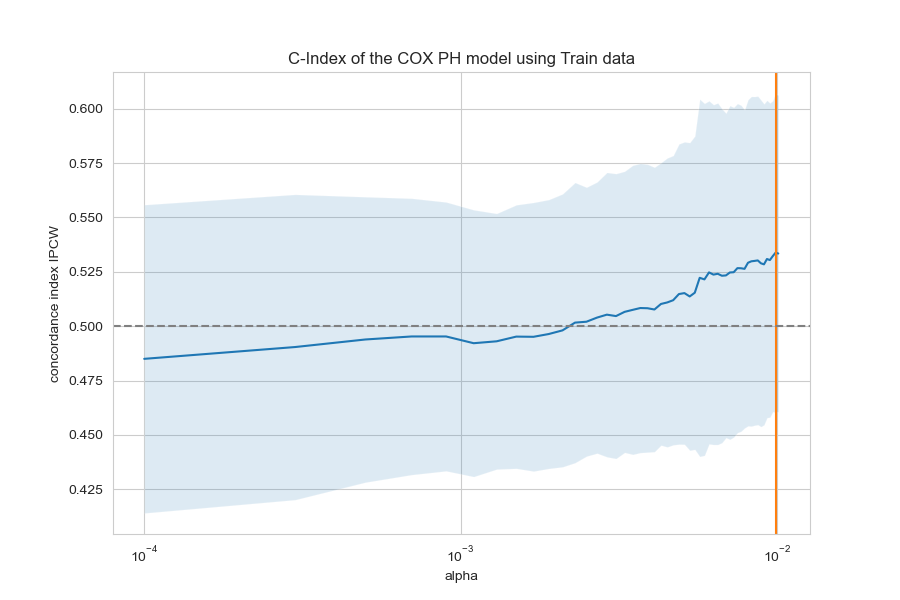 C-Index of the COX PH model using Train data
concordance index IPCW
0.600
0.575
0.550
0.525
0.500
0.475
0.450
0.425
10⁻⁴ 10⁻³ 10⁻²
alpha